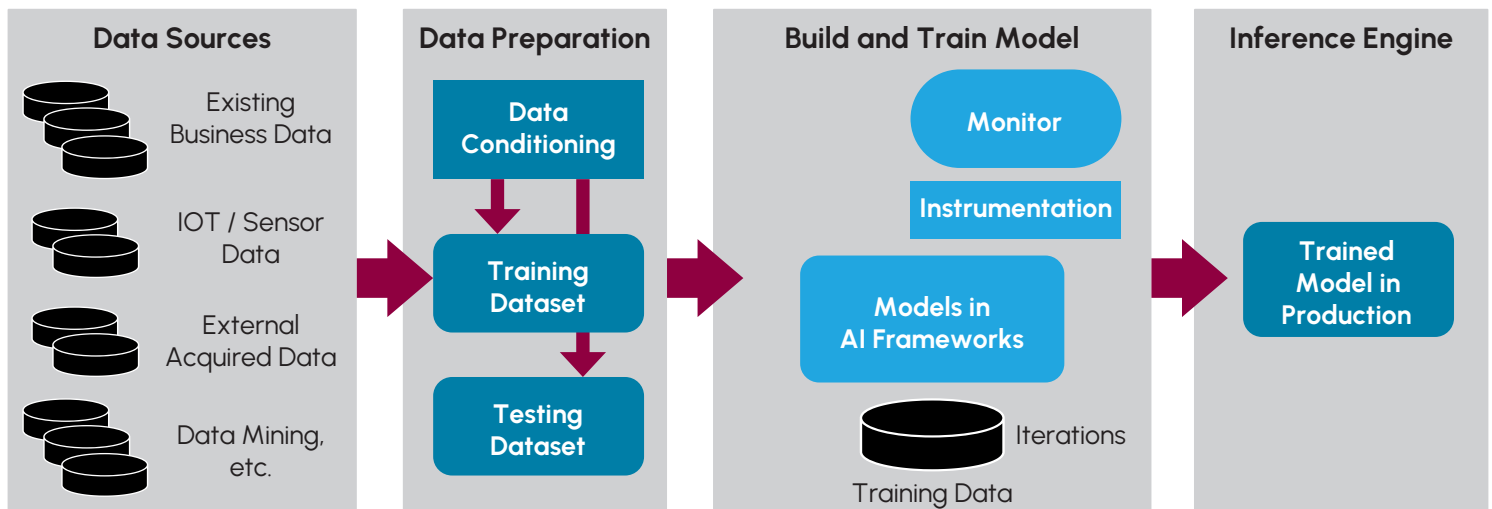 Data Sources
Existing
Business Data
IOT / Sensor
Data
External
Acquired Data
Data Mining,
etc.
Data Preparation
Data
Conditioning
Training
Dataset
Testing
Dataset
Build and Train Model
Monitor
Instrumentation
Models in
AI Frameworks
Iterations
Training Data
Inference Engine
Trained
Model in
Production